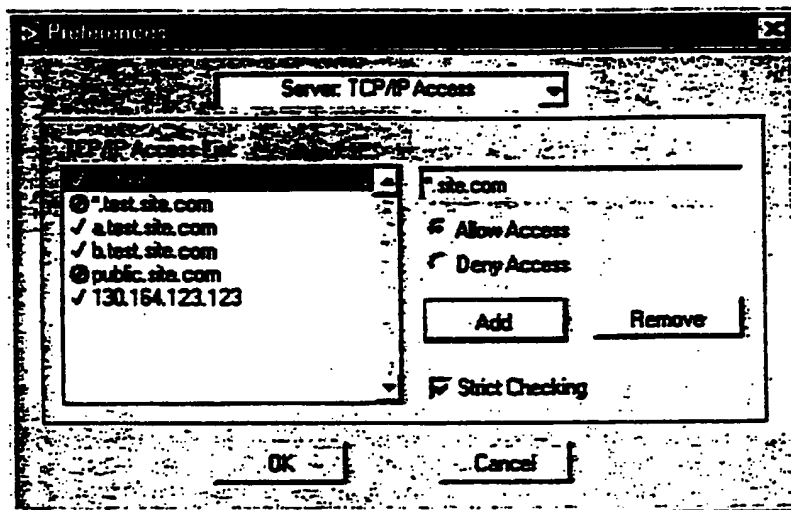 Preferences
Server: TCP/IP Access
TCP/IP Access List
*.site.com
⊘ *.test.site.com
✓ a.test.site.com
✓ b.test.site.com
⊘ public.site.com
✓ 130.164.123.123
Allow Access
Deny Access
Add
Remove
✓ Strict Checking
OK
Cancel